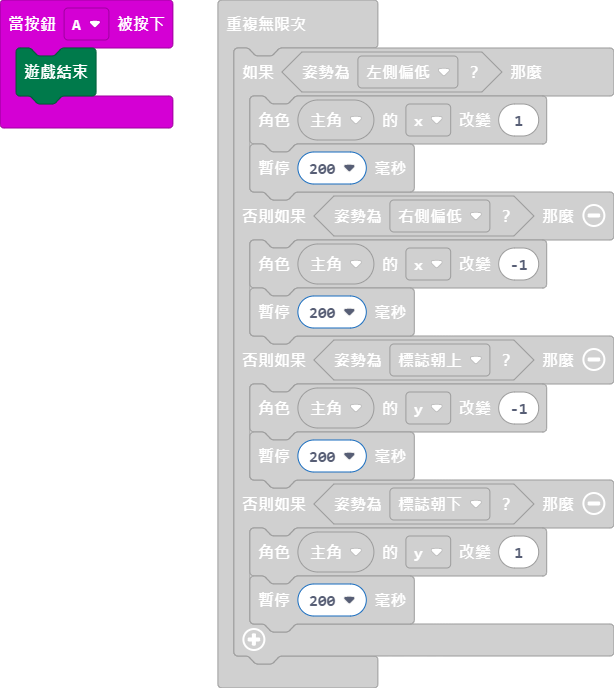 當按鈕 A 被按下
遊戲結束
重複無限次
如果 姿勢為 左側偏低 ? 那麼
角色 主角 的 x 改變 1
暫停 200 毫秒
否則如果 姿勢為 右側偏低 ? 那麼
角色 主角 的 x 改變 -1
暫停 200 毫秒
否則如果 姿勢為 標誌朝上 ? 那麼
角色 主角 的 y 改變 -1
暫停 200 毫秒
否則如果 姿勢為 標誌朝下 ? 那麼
角色 主角 的 y 改變 1
暫停 200 毫秒